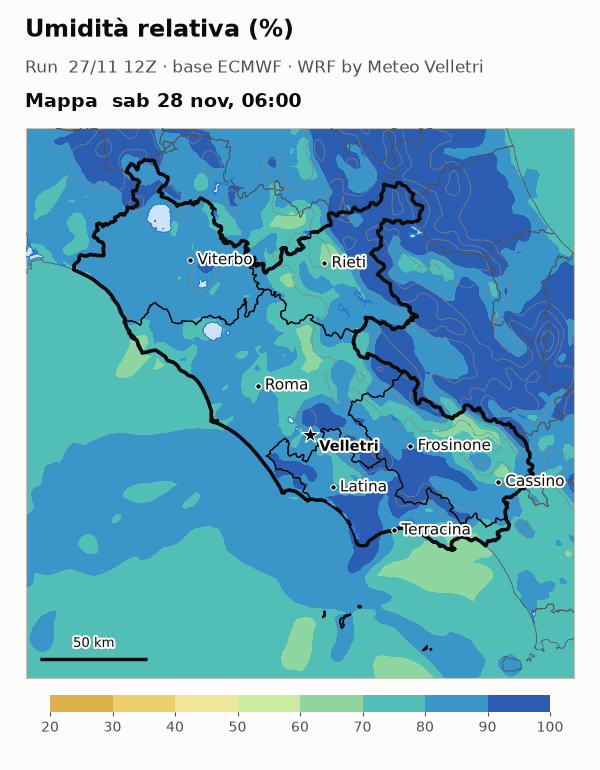 Umidità relativa (%)
Run  27/11 12Z · base ECMWF · WRF by Meteo Velletri
Mappa  sab 28 nov, 06:00
Viterbo
Rieti
Roma
Velletri
Frosinone
Cassino
Latina
Terracina
50 km
20 30 40 50 60 70 80 90 100